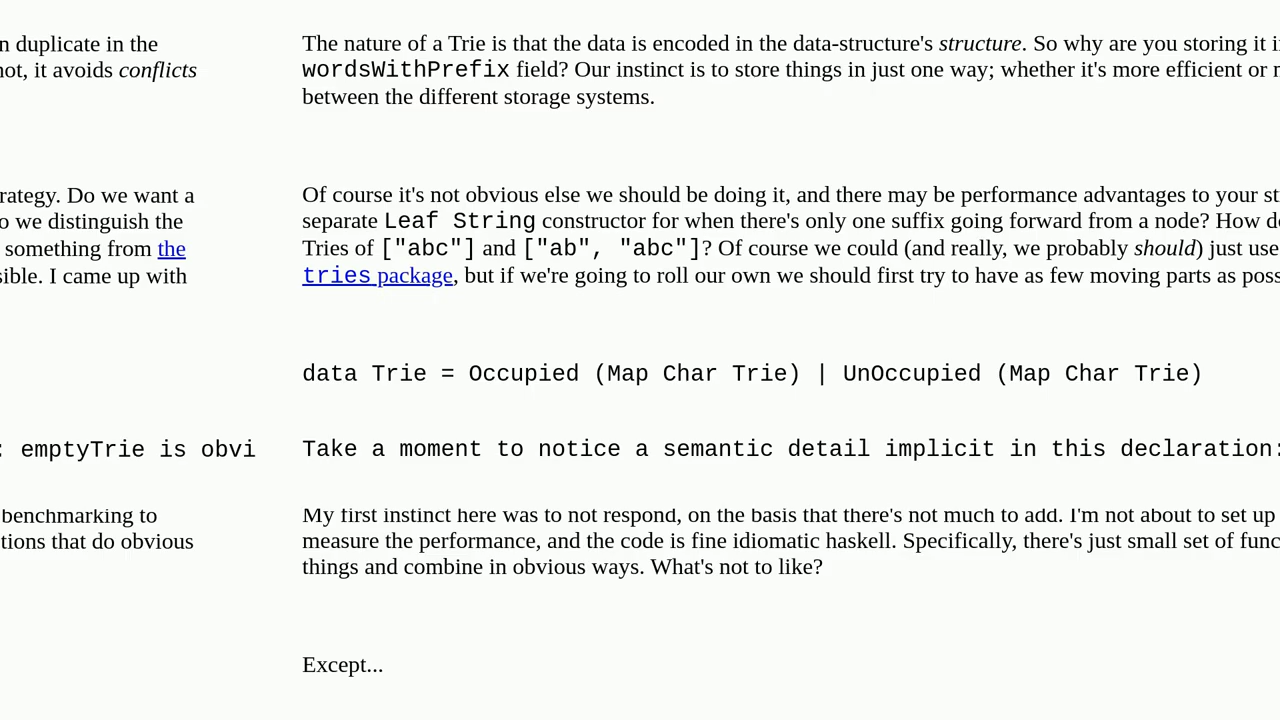 n duplicate in the
not, it avoids conflicts
rategy. Do we want a
o we distinguish the
something from the
sible. I came up with
: emptyTrie is obvi
benchmarking to
tions that do obvious
The nature of a Trie is that the data is encoded in the data-structure's structure. So why are you storing it i
wordsWithPrefix field? Our instinct is to store things in just one way; whether it's more efficient or n
between the different storage systems.
Of course it's not obvious else we should be doing it, and there may be performance advantages to your st
separate Leaf String constructor for when there's only one suffix going forward from a node? How do
Tries of ["abc"] and ["ab", "abc"]? Of course we could (and really, we probably should) just use
tries package, but if we're going to roll our own we should first try to have as few moving parts as poss
data Trie = Occupied (Map Char Trie) | UnOccupied (Map Char Trie)
Take a moment to notice a semantic detail implicit in this declaration:
My first instinct here was to not respond, on the basis that there's not much to add. I'm not about to set up
measure the performance, and the code is fine idiomatic haskell. Specifically, there's just small set of func
things and combine in obvious ways. What's not to like?
Except...